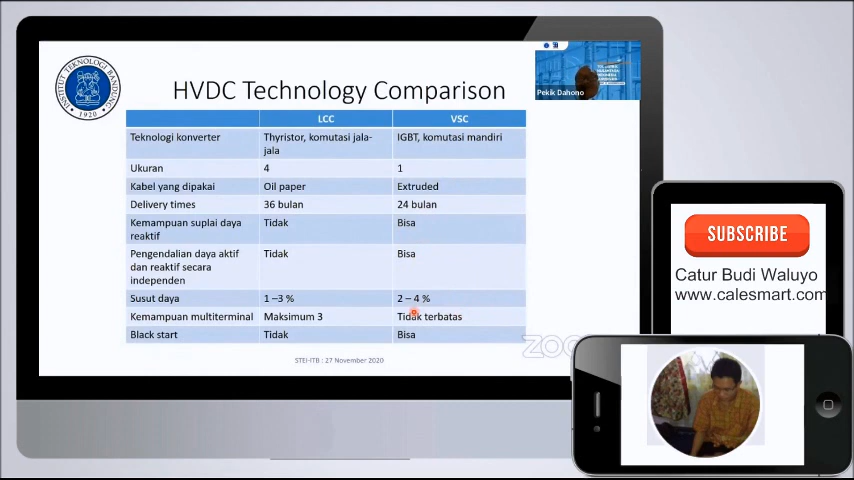 HVDC Technology Comparison
INSTITUT TEKNOLOGI BANDUNG
1920
Pekik Dahono
LCC VSC
Teknologi konverter Thyristor, komutasi jala- IGBT, komutasi mandiri
jala
Ukuran 4 1
Kabel yang dipakai Oil paper Extruded
Delivery times 36 bulan 24 bulan
Kemampuan suplai daya Tidak Bisa
reaktif
Pengendalian daya aktif Tidak Bisa
dan reaktif secara
independen
Susut daya 1 –3 % 2 – 4 %
Kemampuan multiterminal Maksimum 3 Tidak terbatas
Black start Tidak Bisa
STEI-ITB : 27 November 2020
SUBSCRIBE
Catur Budi Waluyo
www.calesmart.com